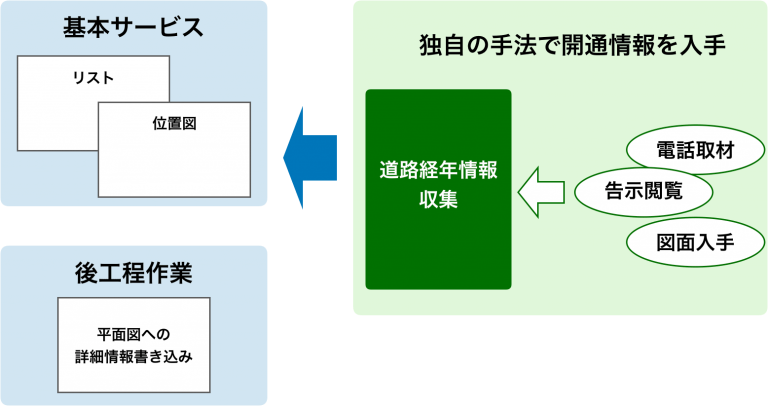 基本サービス
リスト
位置図
後工程作業
平面図への
詳細情報書き込み
独自の手法で開通情報を入手
道路経年情報
収集
電話取材
告示閲覧
図面入手